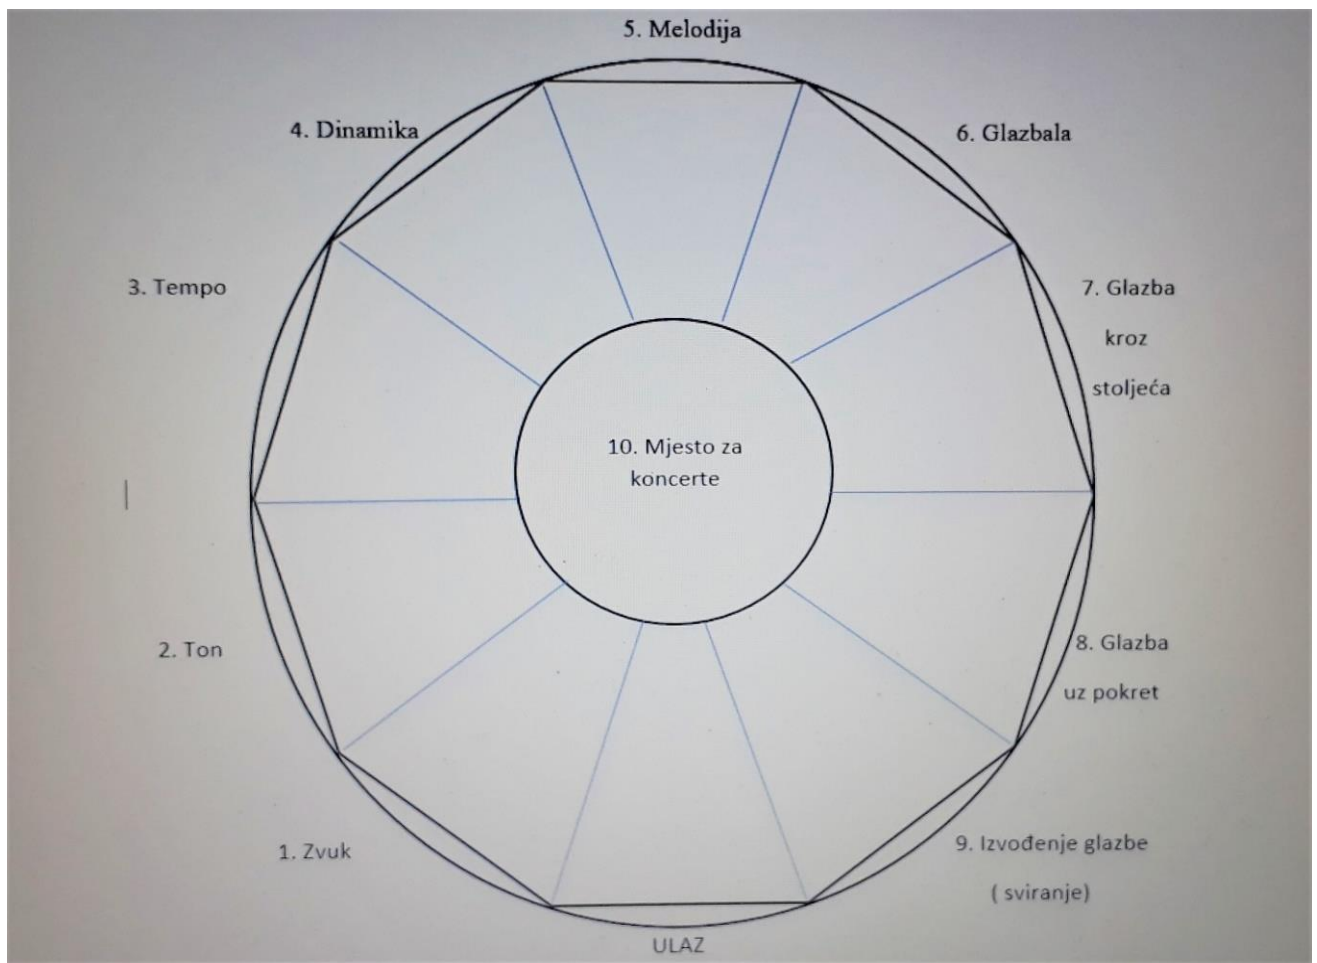 5. Melodija
4. Dinamika
6. Glazbala
3. Tempo
7. Glazba
kroz
stoljeća
10. Mjesto za
koncerte
2. Ton
8. Glazba
uz pokret
1. Zvuk
9. Izvođenje glazbe
( sviranje)
ULAZ